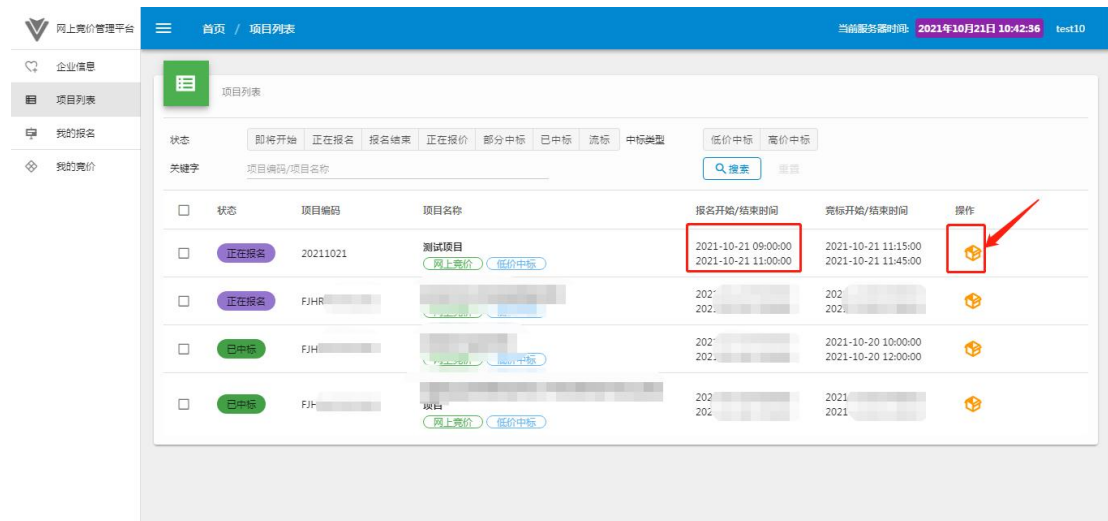 网上竞价管理平台
首页 / 项目列表
当前服务器时间: 2021年10月21日 10:42:36 test10
企业信息
项目列表
我的报名
我的竞价
项目列表
状态 即将开始 正在报名 报名结束 正在报价 部分中标 已中标 流标 中标类型 低价中标 高价中标
关键字 项目编码/项目名称 搜索 重置
状态 项目编码 项目名称 报名开始/结束时间 竞标开始/结束时间 操作
正在报名 20211021 测试项目 2021-10-21 09:00:00 2021-10-21 11:15:00
网上竞价 低价中标 2021-10-21 11:00:00 2021-10-21 11:45:00
正在报名 FJHR 202 202
202 202
已中标 FJH 202 2021-10-20 10:00:00
202 2021-10-20 12:00:00
已中标 FJH 项目 202 2021
网上竞价 低价中标 202 2021